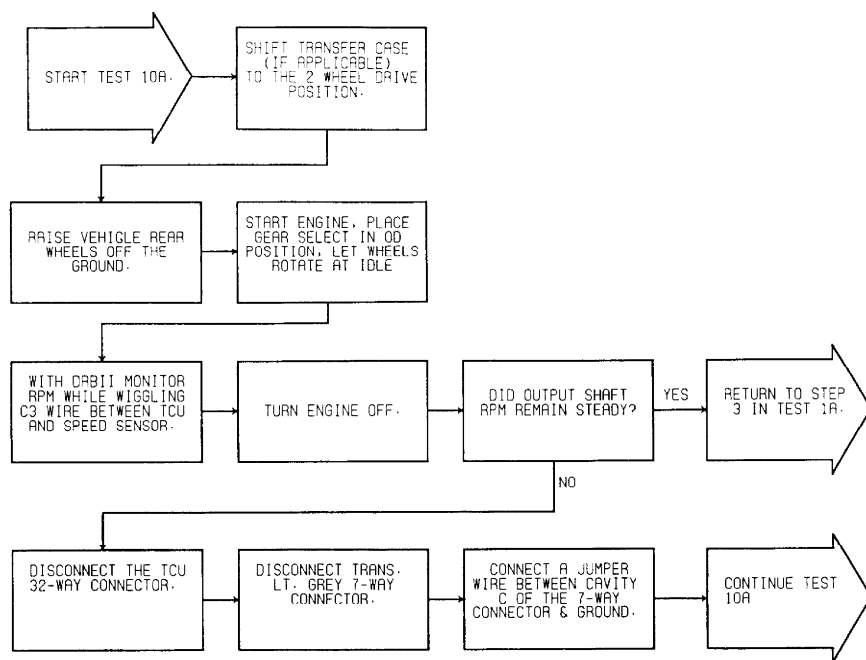 START TEST 10A.
SHIFT TRANSFER CASE
(IF APPLICABLE)
TO THE 2 WHEEL DRIVE
POSITION.
RAISE VEHICLE REAR
WHEELS OFF THE
GROUND.
START ENGINE, PLACE
GEAR SELECT IN OD
POSITION, LET WHEELS
ROTATE AT IDLE
WITH DRBII MONITOR
RPM WHILE WIGGLING
C3 WIRE BETWEEN TCU
AND SPEED SENSOR.
TURN ENGINE OFF.
DID OUTPUT SHAFT
RPM REMAIN STEADY?
YES
RETURN TO STEP
3 IN TEST 1A.
NO
DISCONNECT THE TCU
32-WAY CONNECTOR.
DISCONNECT TRANS.
LT. GREY 7-WAY
CONNECTOR.
CONNECT A JUMPER
WIRE BETWEEN CAVITY
C OF THE 7-WAY
CONNECTOR & GROUND.
CONTINUE TEST
10A